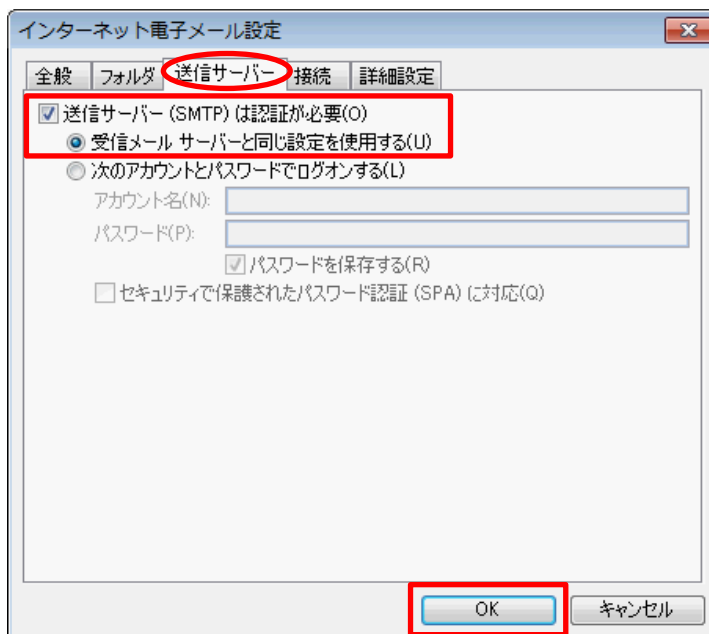 インターネット電子メール設定
全般 フォルダ 送信サーバー 接続 詳細設定
送信サーバー (SMTP) は認証が必要(O)
受信メール サーバーと同じ設定を使用する(U)
次のアカウントとパスワードでログオンする(L)
アカウント名(N):
パスワード(P):
パスワードを保存する(R)
セキュリティで保護されたパスワード認証 (SPA) に対応(Q)
OK キャンセル